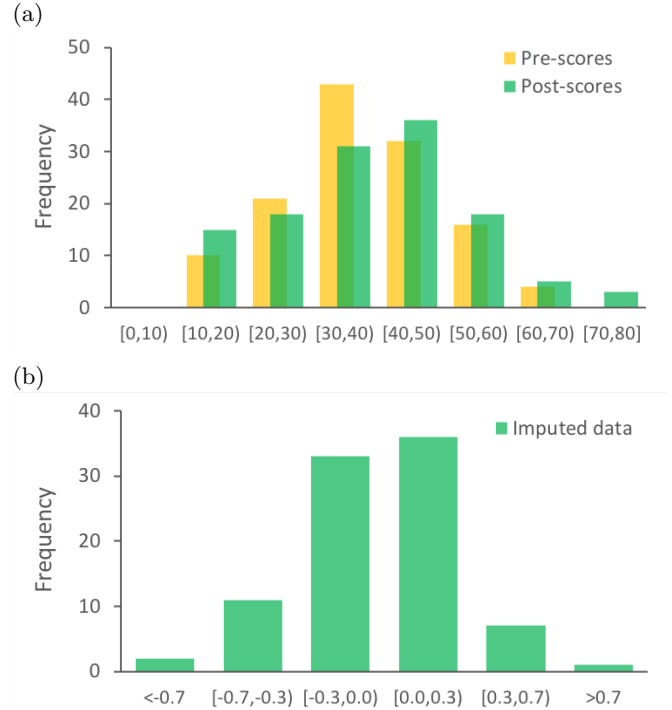 (a)
50
40
30
20
10
0
Frequency
Pre-scores
Post-scores
[0,10) [10,20) [20,30) [30,40) [40,50) [50,60) [60,70) [70,80]
(b)
40
30
20
10
0
Frequency
Imputed data
<-0.7 [-0.7,-0.3) [-0.3,0.0) [0.0,0.3) [0.3,0.7) >0.7